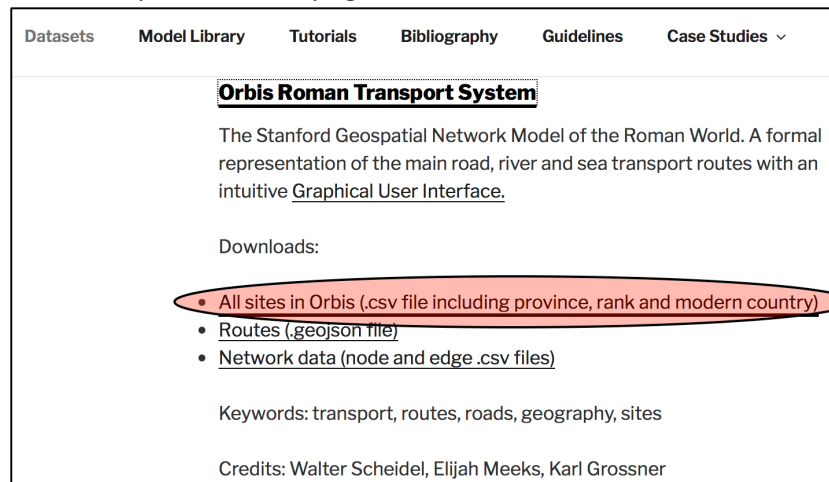 Datasets Model Library Tutorials Bibliography Guidelines Case Studies
Orbis Roman Transport System
The Stanford Geospatial Network Model of the Roman World. A formal
representation of the main road, river and sea transport routes with an
intuitive Graphical User Interface.
Downloads:
• All sites in Orbis (.csv file including province, rank and modern country)
• Routes (.geojson file)
• Network data (node and edge .csv files)
Keywords: transport, routes, roads, geography, sites
Credits: Walter Scheidel, Elijah Meeks, Karl Grossner